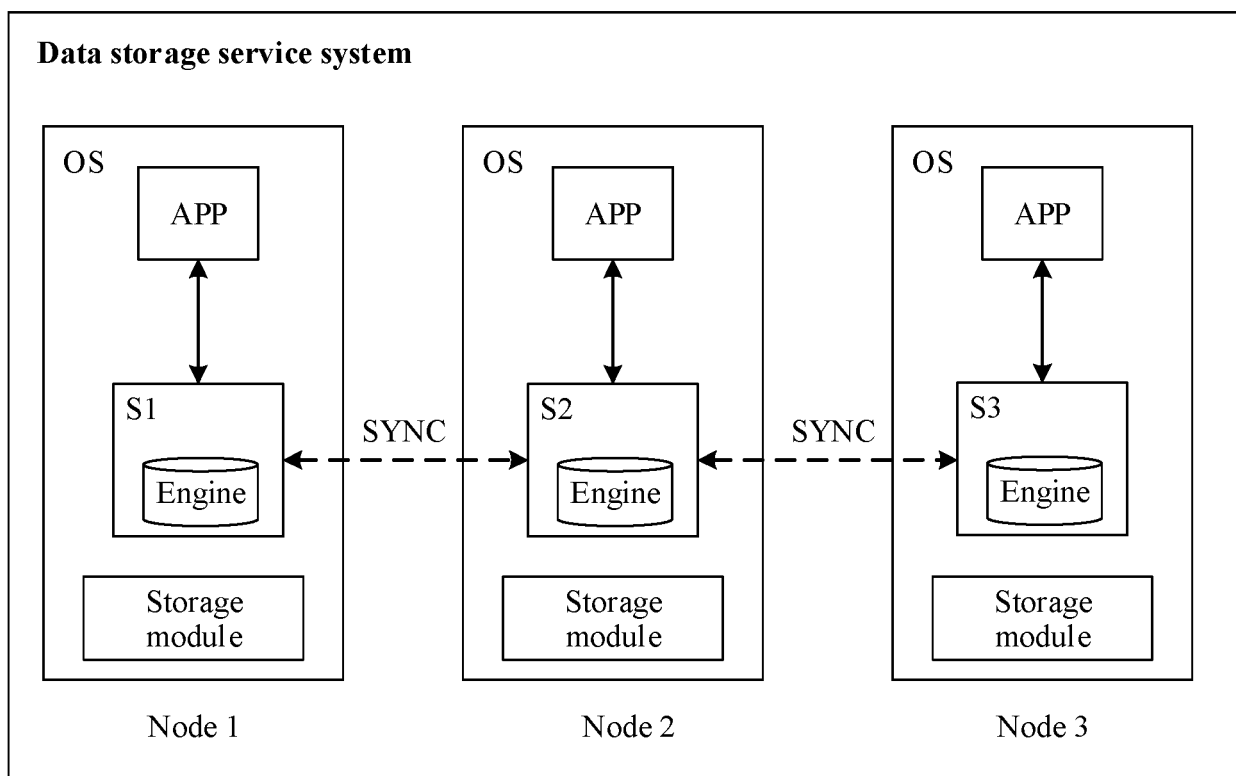 Data storage service system
OS
APP
S1
Engine
Storage
module
Node 1
SYNC
OS
APP
S2
Engine
Storage
module
Node 2
SYNC
OS
APP
S3
Engine
Storage
module
Node 3